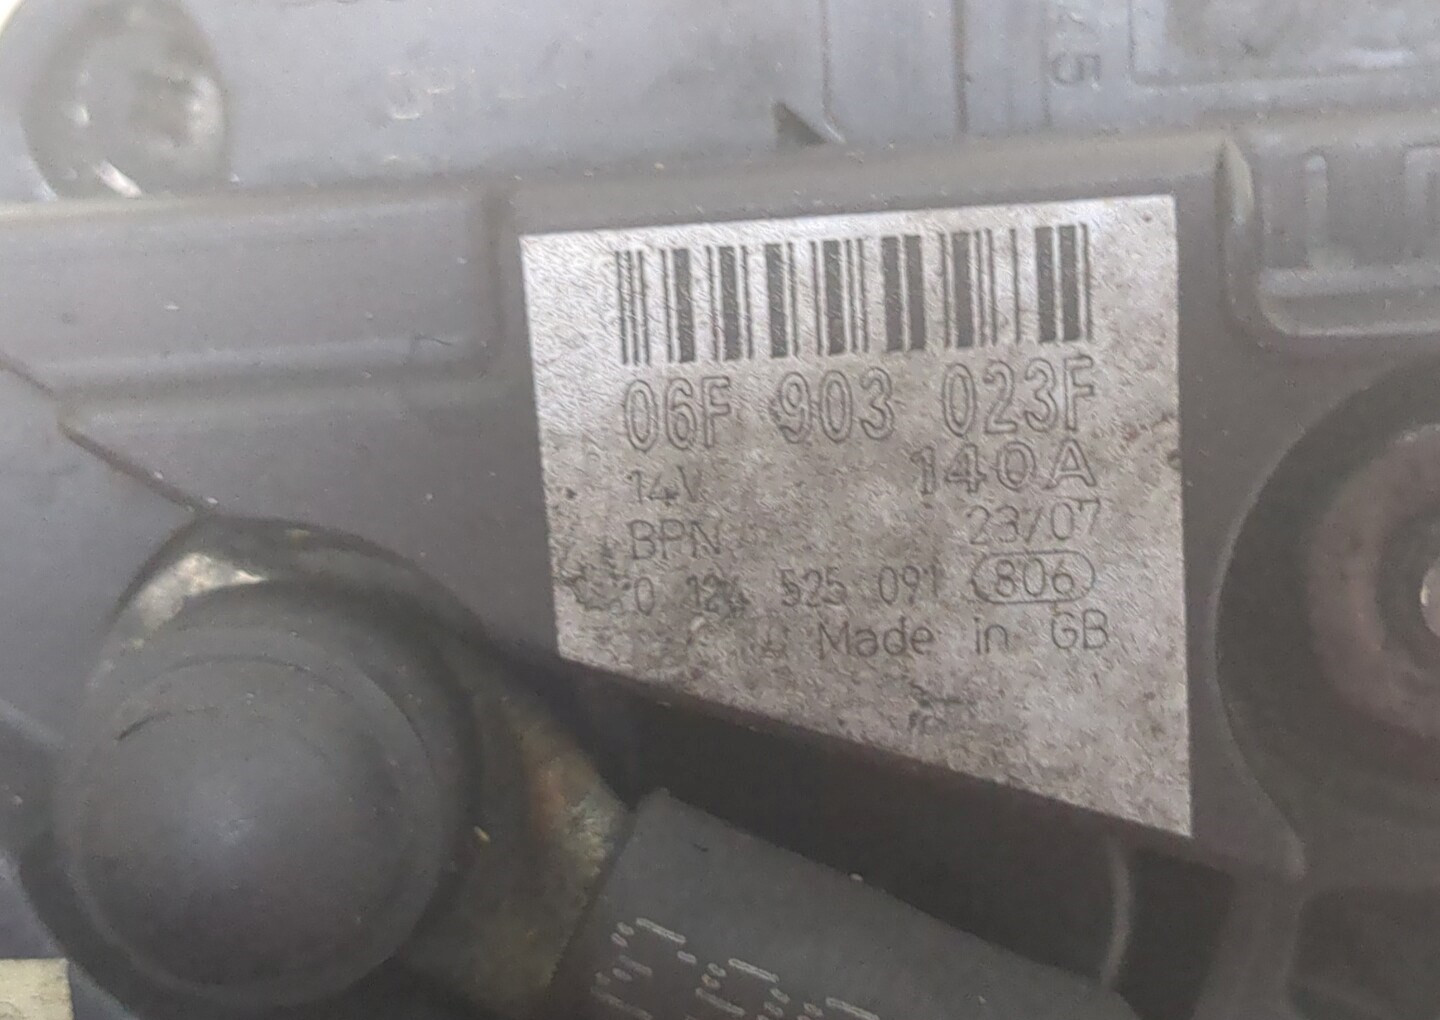 06F 903 023F
14V 140A
BPN 23/07
0 124 525 091 806
Made in GB